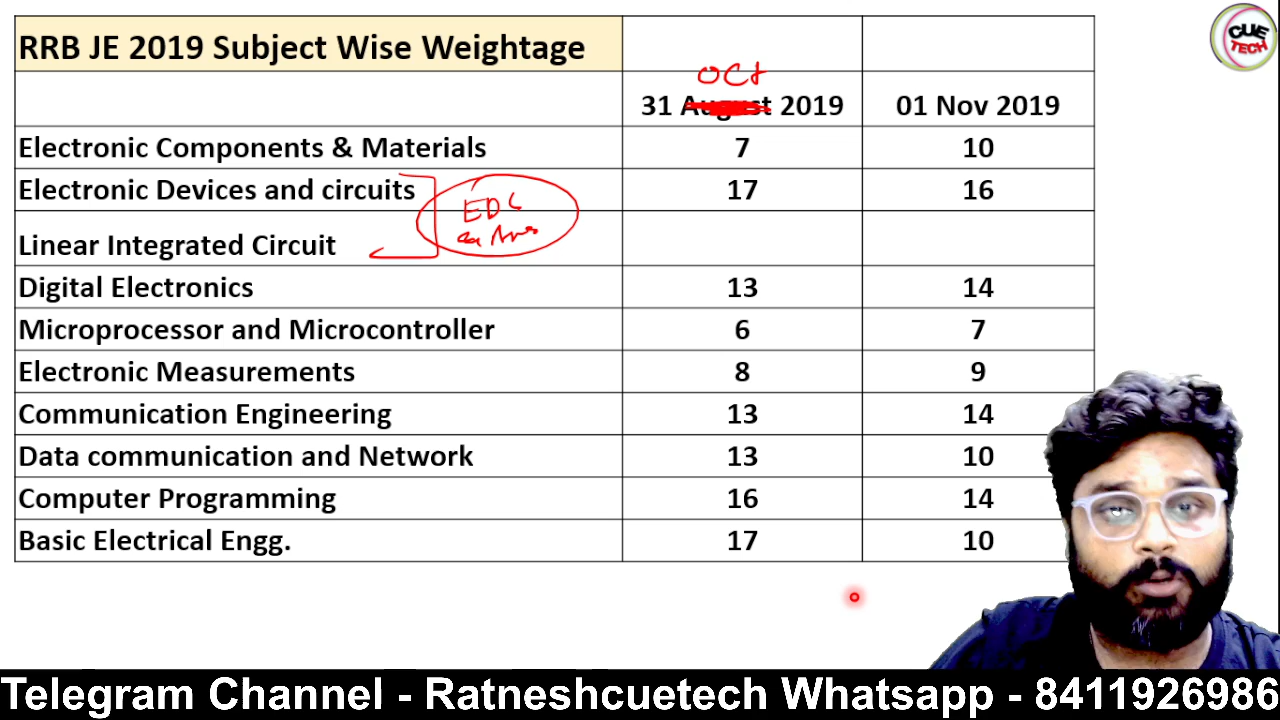 RRB JE 2019 Subject Wise Weightage
CUE
TECH
OCt
31 August 2019 01 Nov 2019
Electronic Components & Materials 7 10
Electronic Devices and circuits 17 16
EDC
Linear Integrated Circuit
Digital Electronics 13 14
Microprocessor and Microcontroller 6 7
Electronic Measurements 8 9
Communication Engineering 13 14
Data communication and Network 13 10
Computer Programming 16 14
Basic Electrical Engg. 17 10
Telegram Channel - Ratneshcuetech Whatsapp - 8411926986